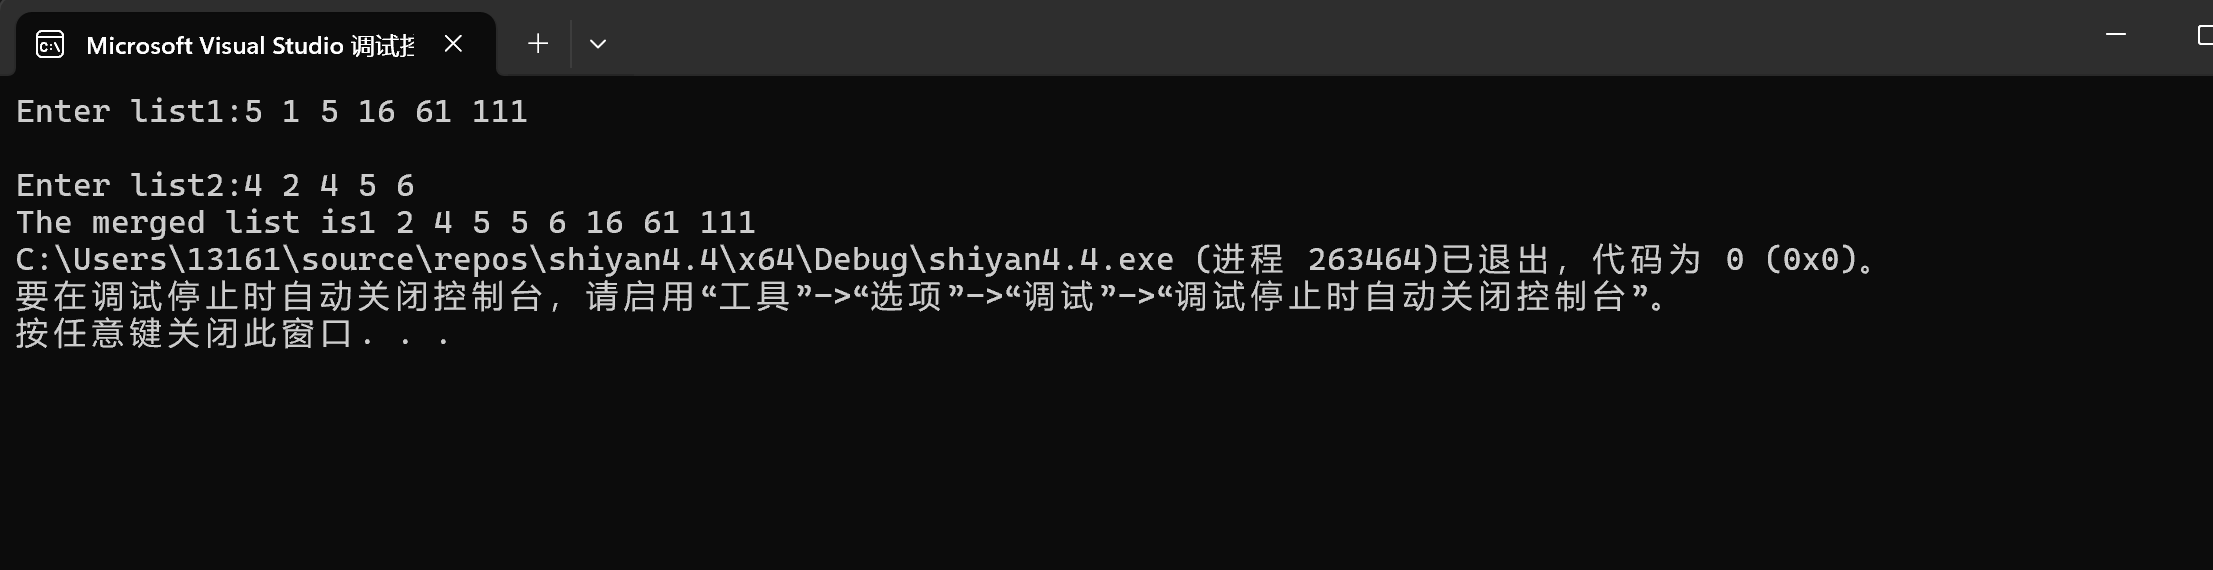 Microsoft Visual Studio 调试控
Enter list1:5 1 5 16 61 111
Enter list2:4 2 4 5 6
The merged list is1 2 4 5 5 6 16 61 111
C:\Users\13161\source\repos\shiyan4.4\x64\Debug\shiyan4.4.exe (进程 263464)已退出，代码为 0 (0x0)。
要在调试停止时自动关闭控制台，请启用“工具”->“选项”->“调试”->“调试停止时自动关闭控制台”。
按任意键关闭此窗口. . .